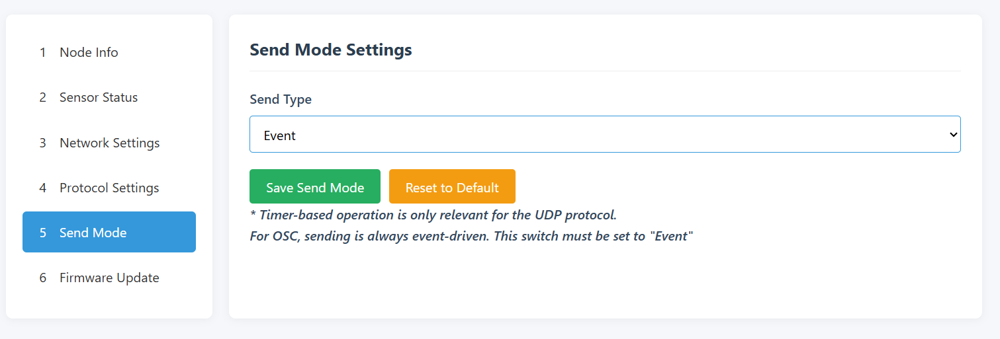 1 Node Info
2 Sensor Status
3 Network Settings
4 Protocol Settings
5 Send Mode
6 Firmware Update
Send Mode Settings
Send Type
Event
Save Send Mode Reset to Default
* Timer-based operation is only relevant for the UDP protocol.
For OSC, sending is always event-driven. This switch must be set to "Event"